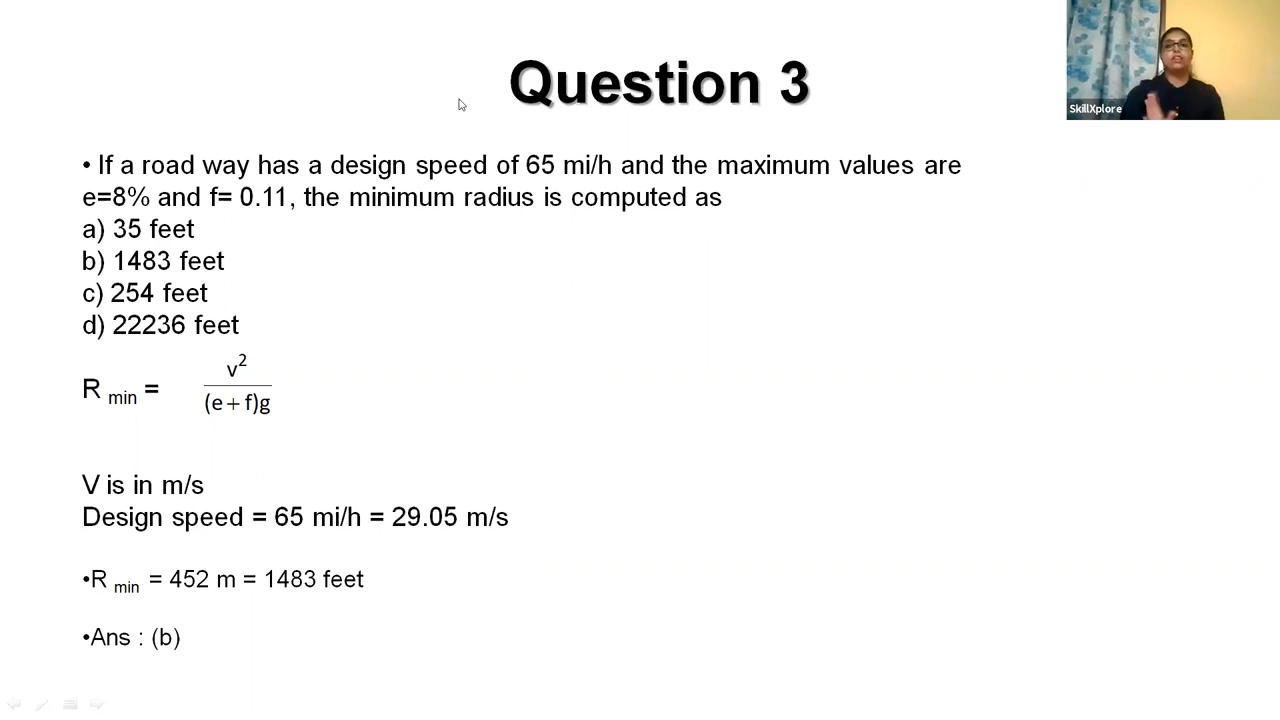 SkillXplore
Question 3
• If a road way has a design speed of 65 mi/h and the maximum values are
e=8% and f= 0.11, the minimum radius is computed as
a) 35 feet
b) 1483 feet
c) 254 feet
d) 22236 feet
R min = v² / (e + f)g
V is in m/s
Design speed = 65 mi/h = 29.05 m/s
•R min = 452 m = 1483 feet
•Ans : (b)